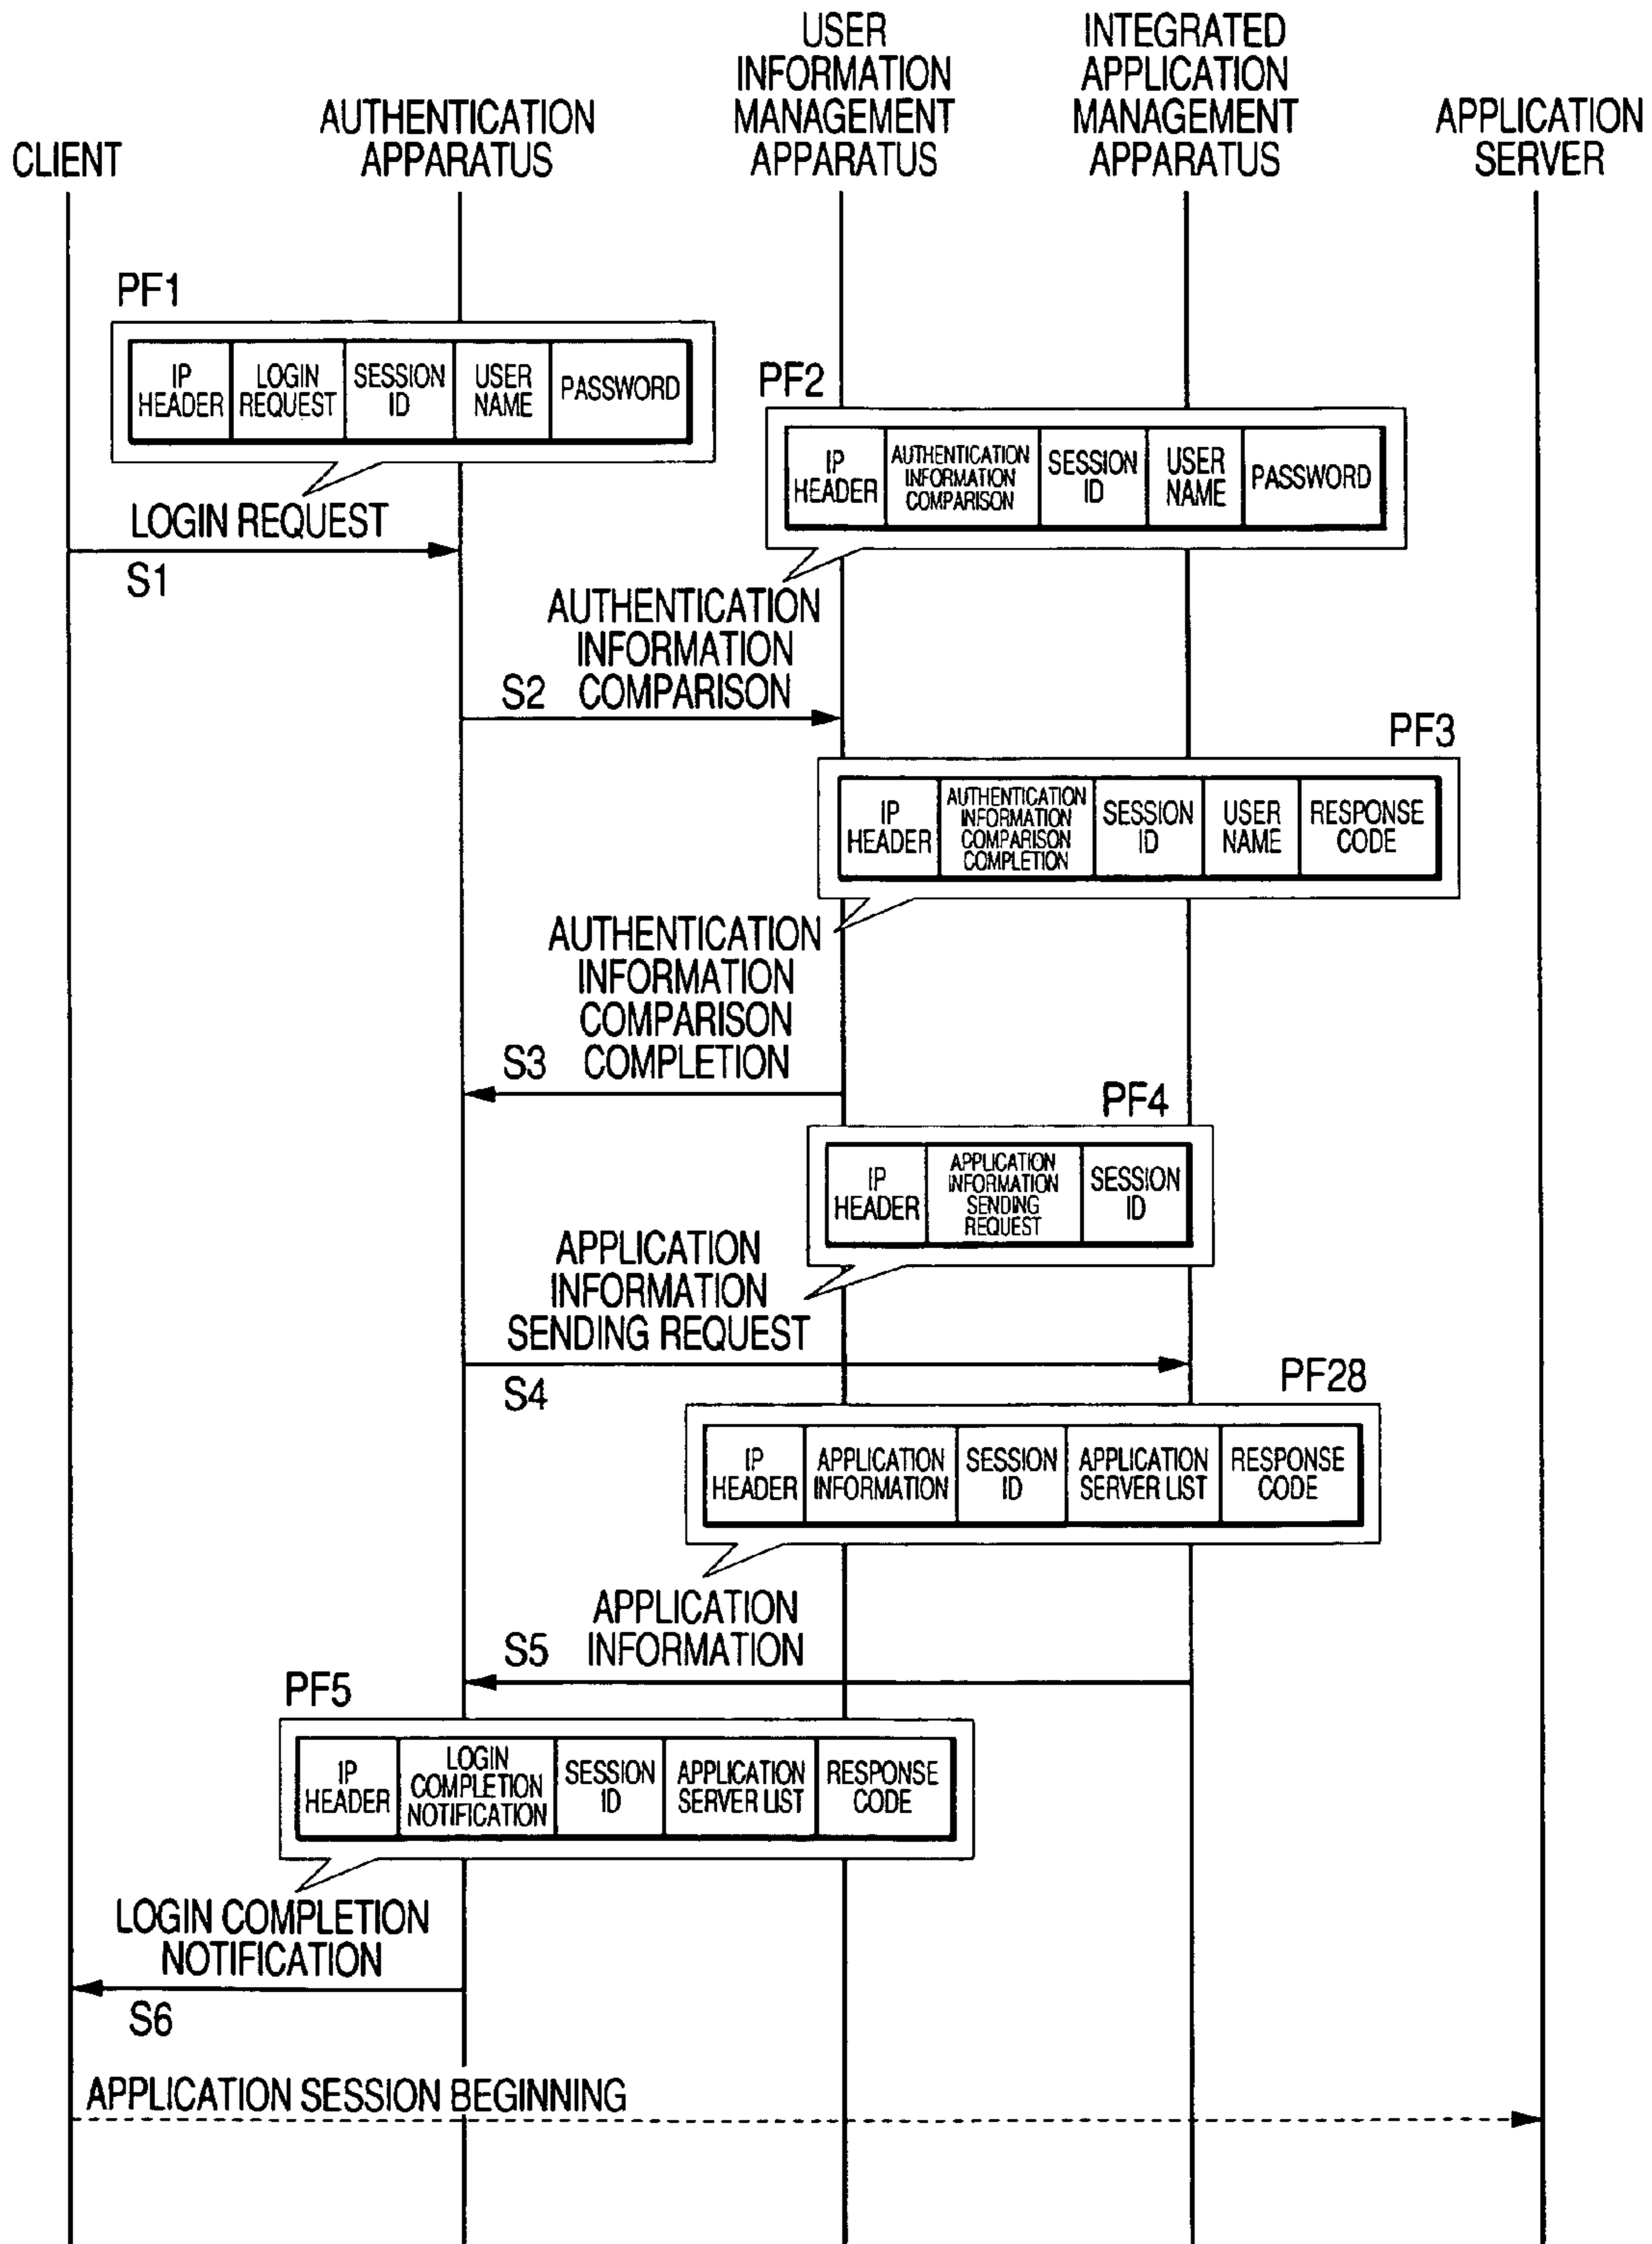 USER
INFORMATION
MANAGEMENT
APPARATUS
INTEGRATED
APPLICATION
MANAGEMENT
APPARATUS
AUTHENTICATION
APPARATUS
APPLICATION
SERVER
CLIENT
PF1
IP
HEADER
LOGIN
REQUEST
SESSION
ID
USER
NAME
PASSWORD
LOGIN REQUEST
S1
PF2
IP
HEADER
AUTHENTICATION
INFORMATION
COMPARISON
SESSION
ID
USER
NAME
PASSWORD
AUTHENTICATION
INFORMATION
COMPARISON
S2
PF3
IP
HEADER
AUTHENTICATION
INFORMATION
COMPARISON
COMPLETION
SESSION
ID
USER
NAME
RESPONSE
CODE
AUTHENTICATION
INFORMATION
COMPARISON
COMPLETION
S3
PF4
IP
HEADER
APPLICATION
INFORMATION
SENDING
REQUEST
SESSION
ID
APPLICATION
INFORMATION
SENDING REQUEST
S4
PF28
IP
HEADER
APPLICATION
INFORMATION
SESSION
ID
APPLICATION
SERVER LIST
RESPONSE
CODE
APPLICATION
INFORMATION
S5
PF5
IP
HEADER
LOGIN
COMPLETION
NOTIFICATION
SESSION
ID
APPLICATION
SERVER LIST
RESPONSE
CODE
LOGIN COMPLETION
NOTIFICATION
S6
APPLICATION SESSION BEGINNING